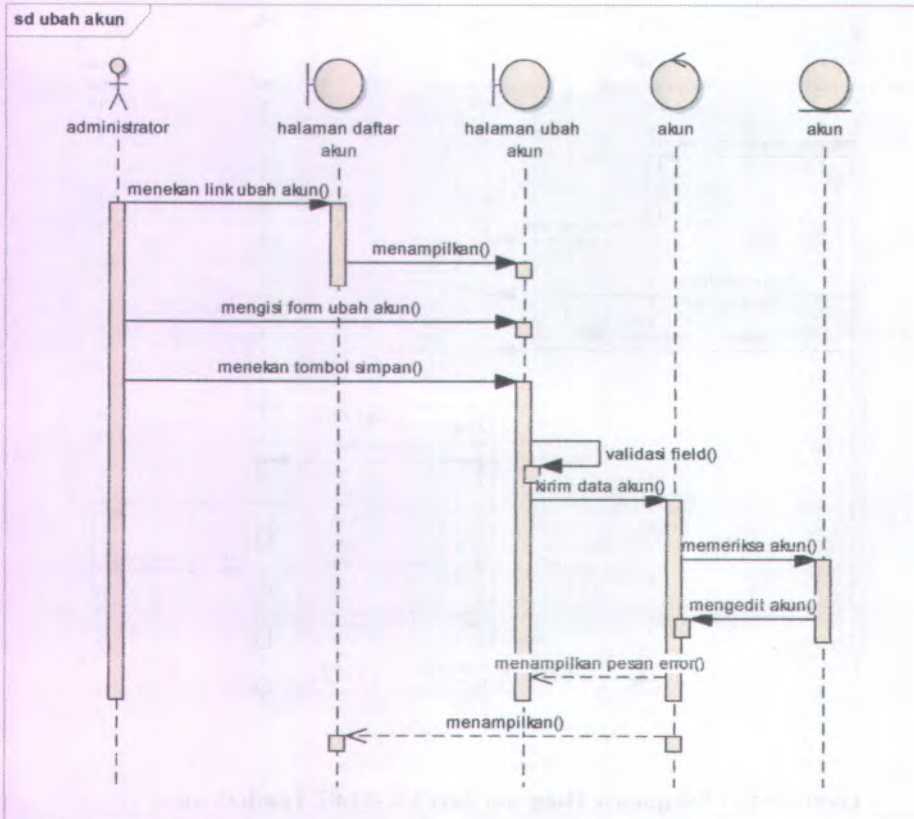 sd ubah akun
administrator
halaman daftar
akun
halaman ubah
akun
akun
akun
menekan link ubah akun()
menampilkan()
mengisi form ubah akun()
menekan tombol simpan()
validasi field()
kirim data akun()
memeriksa akun()
mengedit akun()
menampilkan pesan error()
menampilkan()